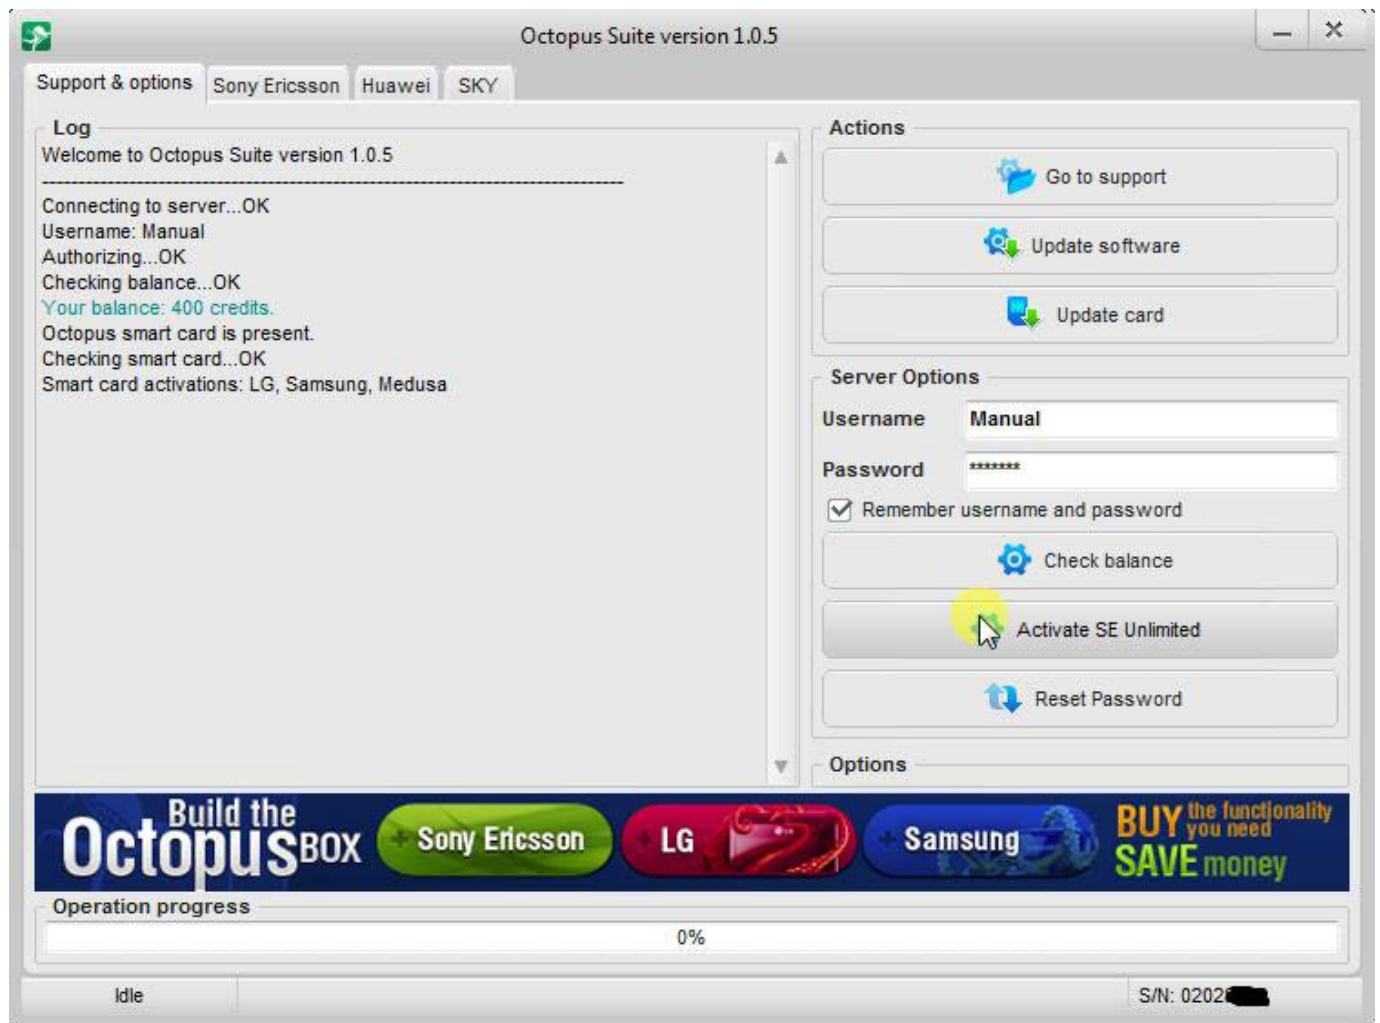 Octopus Suite version 1.0.5
Support & options
Sony Ericsson
Huawei
SKY
Log
Welcome to Octopus Suite version 1.0.5
Connecting to server...OK
Username: Manual
Authorizing...OK
Checking balance...OK
Your balance: 400 credits.
Octopus smart card is present.
Checking smart card...OK
Smart card activations: LG, Samsung, Medusa
Actions
Go to support
Update software
Update card
Server Options
Username
Manual
Password
*******
Remember username and password
Check balance
Activate SE Unlimited
Reset Password
Options
Build the
OctopusBOX
+ Sony Ericsson
+ LG
+ Samsung
BUY the functionality
you need
SAVE money
Operation progress
0%
Idle
S/N: 0202